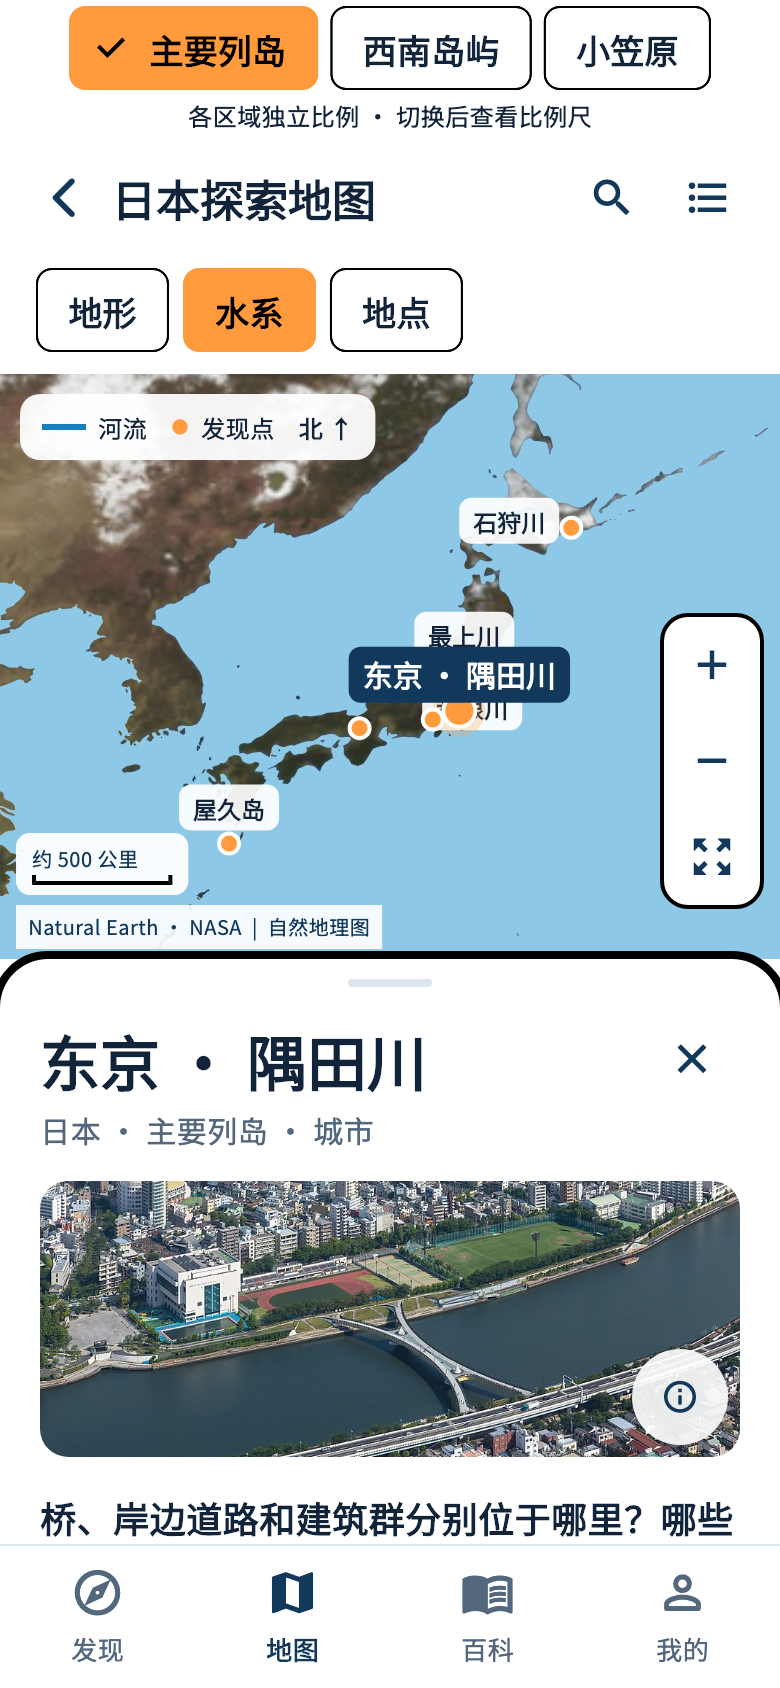 主要列岛
西南岛屿
小笠原
各区域独立比例 • 切换后查看比例尺
日本探索地图
地形
水系
地点
河流
发现点
北 ↑
石狩川
最上川
东京 • 隅田川
川
屋久岛
约 500 公里
Natural Earth • NASA | 自然地理图
东京 • 隅田川
日本 • 主要列岛 • 城市
桥、岸边道路和建筑群分别位于哪里？哪些
发现
地图
百科
我的